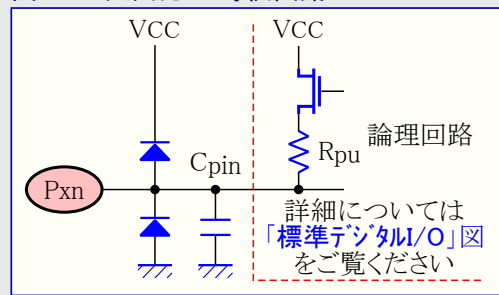 VCC
VCC
Rpu
論理回路
Cpin
Pxn
詳細については
「標準デジタルI/O」図
をご覧ください